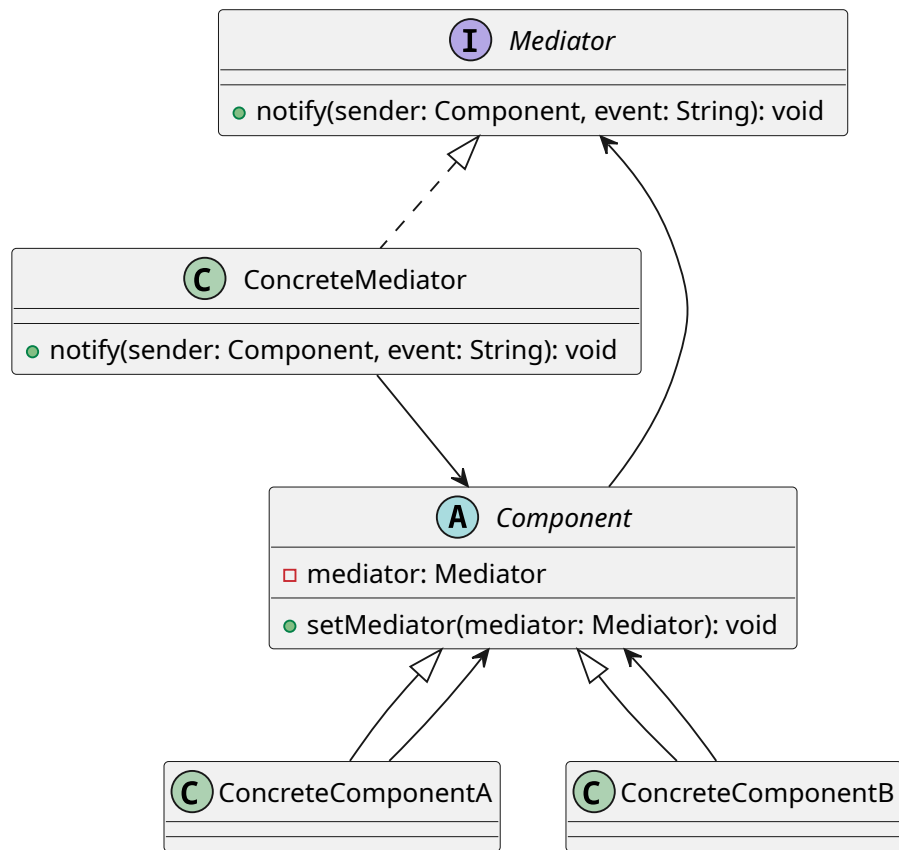 I Mediator
notify(sender: Component, event: String): void
C ConcreteMediator
notify(sender: Component, event: String): void
A Component
mediator: Mediator
setMediator(mediator: Mediator): void
C ConcreteComponentA
C ConcreteComponentB